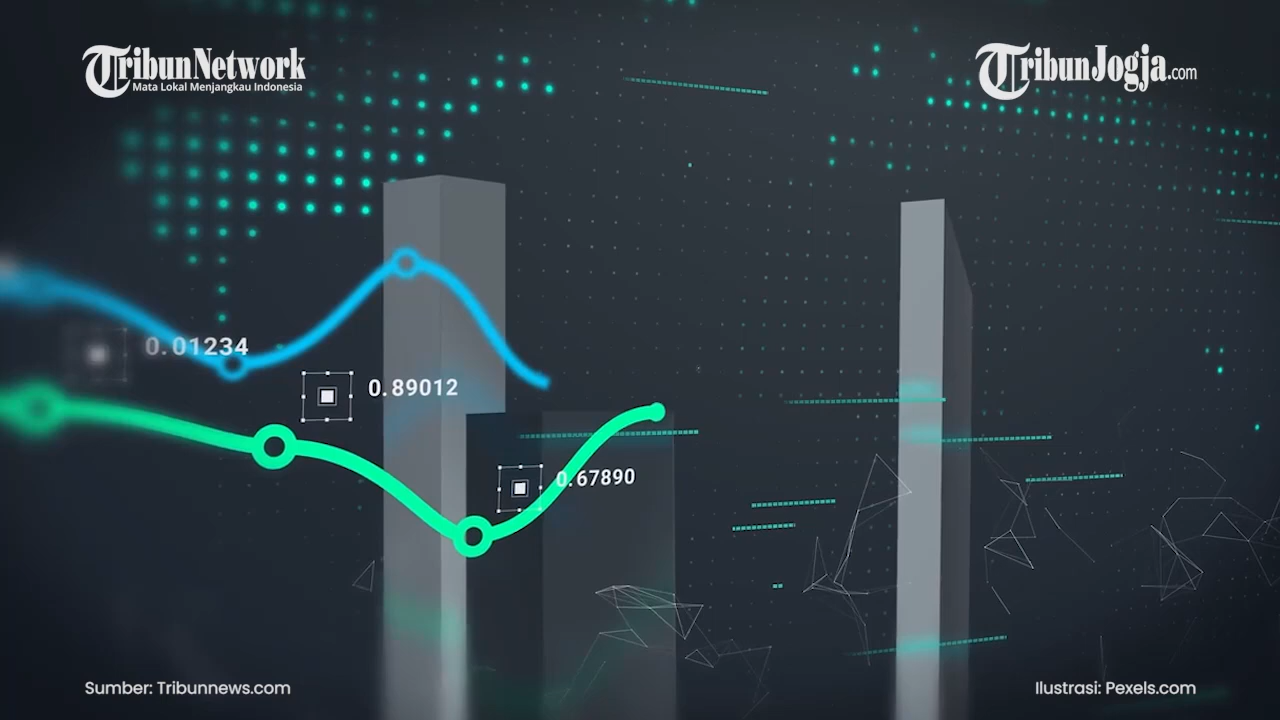 TribunNetwork
Mata Lokal Menjangkau Indonesia
TribunJogja.com
0.01234
0.89012
0.67890
Sumber: Tribunnews.com
Ilustrasi: Pexels.com